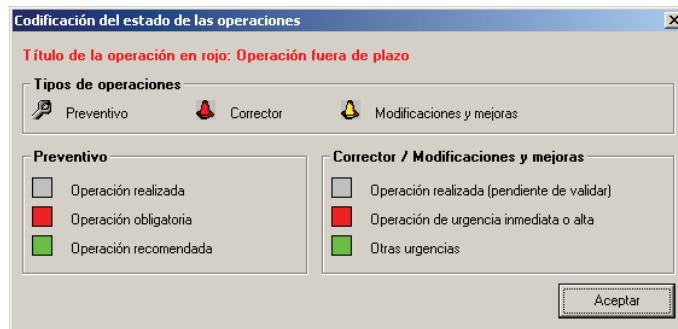 Codificación del estado de las operaciones
Título de la operación en rojo: Operación fuera de plazo
Tipos de operaciones
Preventivo Corrector Modificaciones y mejoras
Preventivo
Operación realizada
Operación obligatoria
Operación recomendada
Corrector / Modificaciones y mejoras
Operación realizada (pendiente de validar)
Operación de urgencia inmediata o alta
Otras urgencias
Aceptar